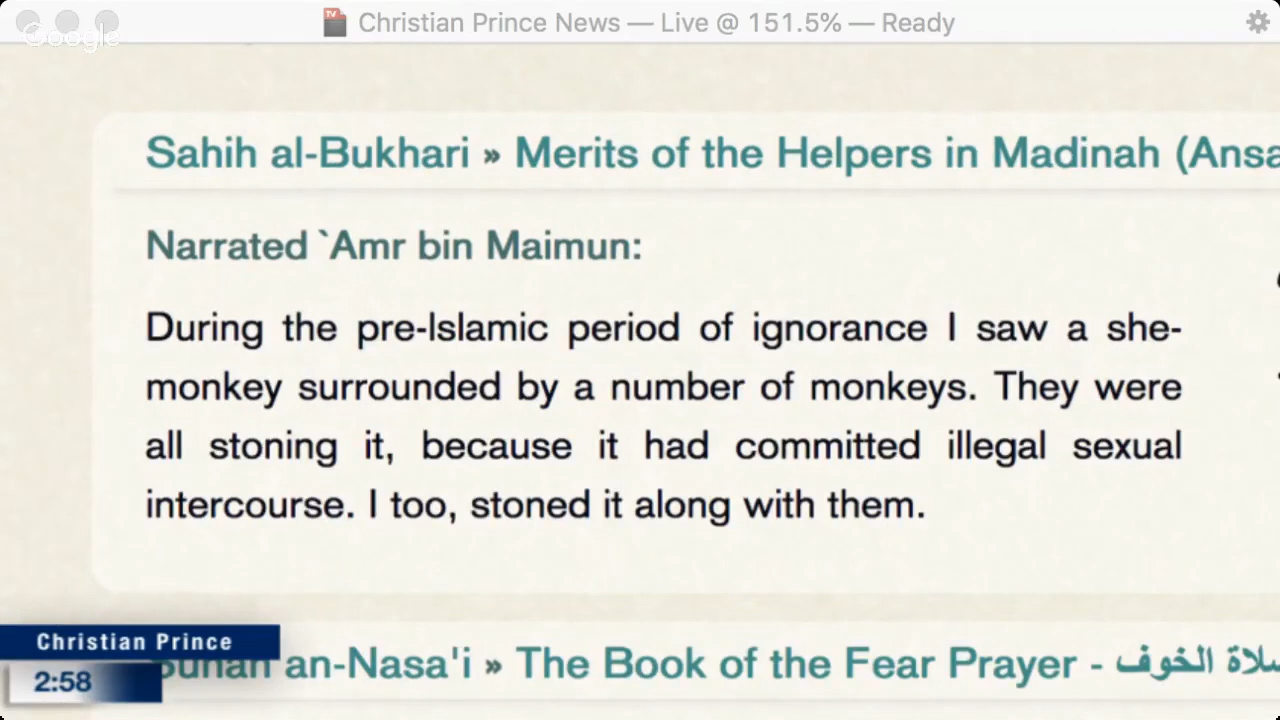 Christian Prince News — Live @ 151.5% — Ready
Google
Sahih al-Bukhari » Merits of the Helpers in Madinah (Ansa
Narrated `Amr bin Maimun:
During the pre-Islamic period of ignorance I saw a she-
monkey surrounded by a number of monkeys. They were
all stoning it, because it had committed illegal sexual
intercourse. I too, stoned it along with them.
Christian Prince
Sunan an-Nasa'i » The Book of the Fear Prayer - صلاة الخوف
2:58